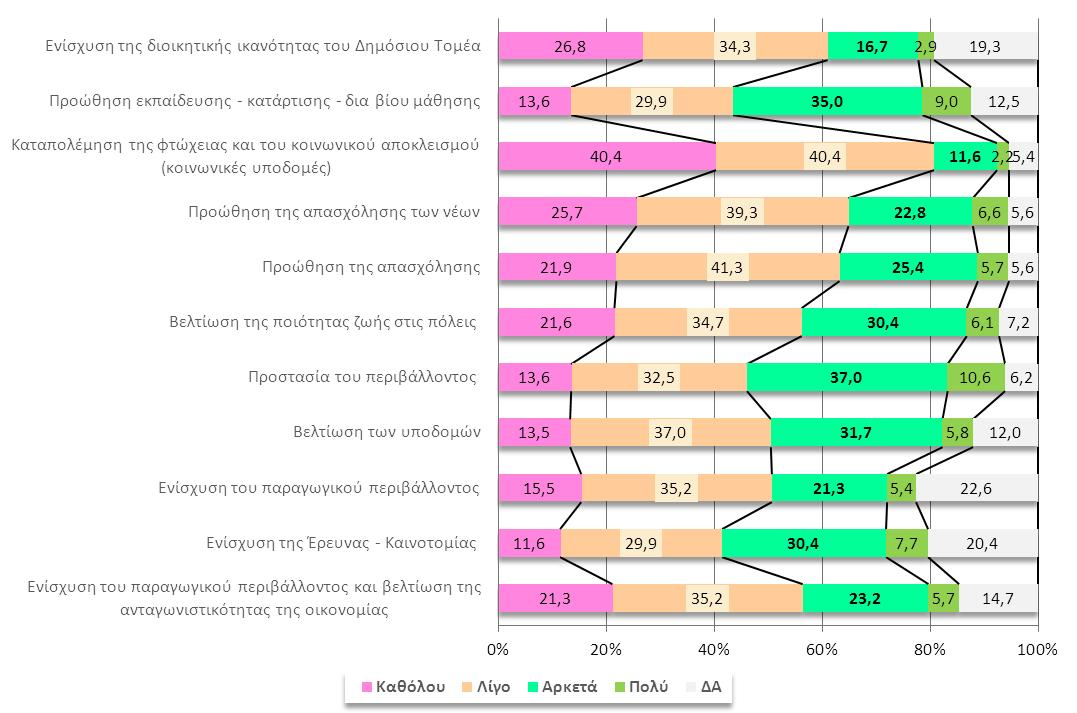 Ενίσχυση της διοικητικής ικανότητας του Δημόσιου Τομέα 26,8 34,3 16,7 2,9 19,3
Προώθηση εκπαίδευσης - κατάρτισης - δια βίου μάθησης 13,6 29,9 35,0 9,0 12,5
Καταπολέμηση της φτώχειας και του κοινωνικού αποκλεισμού
(κοινωνικές υποδομές) 40,4 40,4 11,6 2,2 5,4
Προώθηση της απασχόλησης των νέων 25,7 39,3 22,8 6,6 5,6
Προώθηση της απασχόλησης 21,9 41,3 25,4 5,7 5,6
Βελτίωση της ποιότητας ζωής στις πόλεις 21,6 34,7 30,4 6,1 7,2
Προστασία του περιβάλλοντος 13,6 32,5 37,0 10,6 6,2
Βελτίωση των υποδομών 13,5 37,0 31,7 5,8 12,0
Ενίσχυση του παραγωγικού περιβάλλοντος 15,5 35,2 21,3 5,4 22,6
Ενίσχυση της Έρευνας - Καινοτομίας 11,6 29,9 30,4 7,7 20,4
Ενίσχυση του παραγωγικού περιβάλλοντος και βελτίωση της
ανταγωνιστικότητας της οικονομίας 21,3 35,2 23,2 5,7 14,7
0% 20% 40% 60% 80% 100%
Καθόλου Λίγο Αρκετά Πολύ ΔΑ